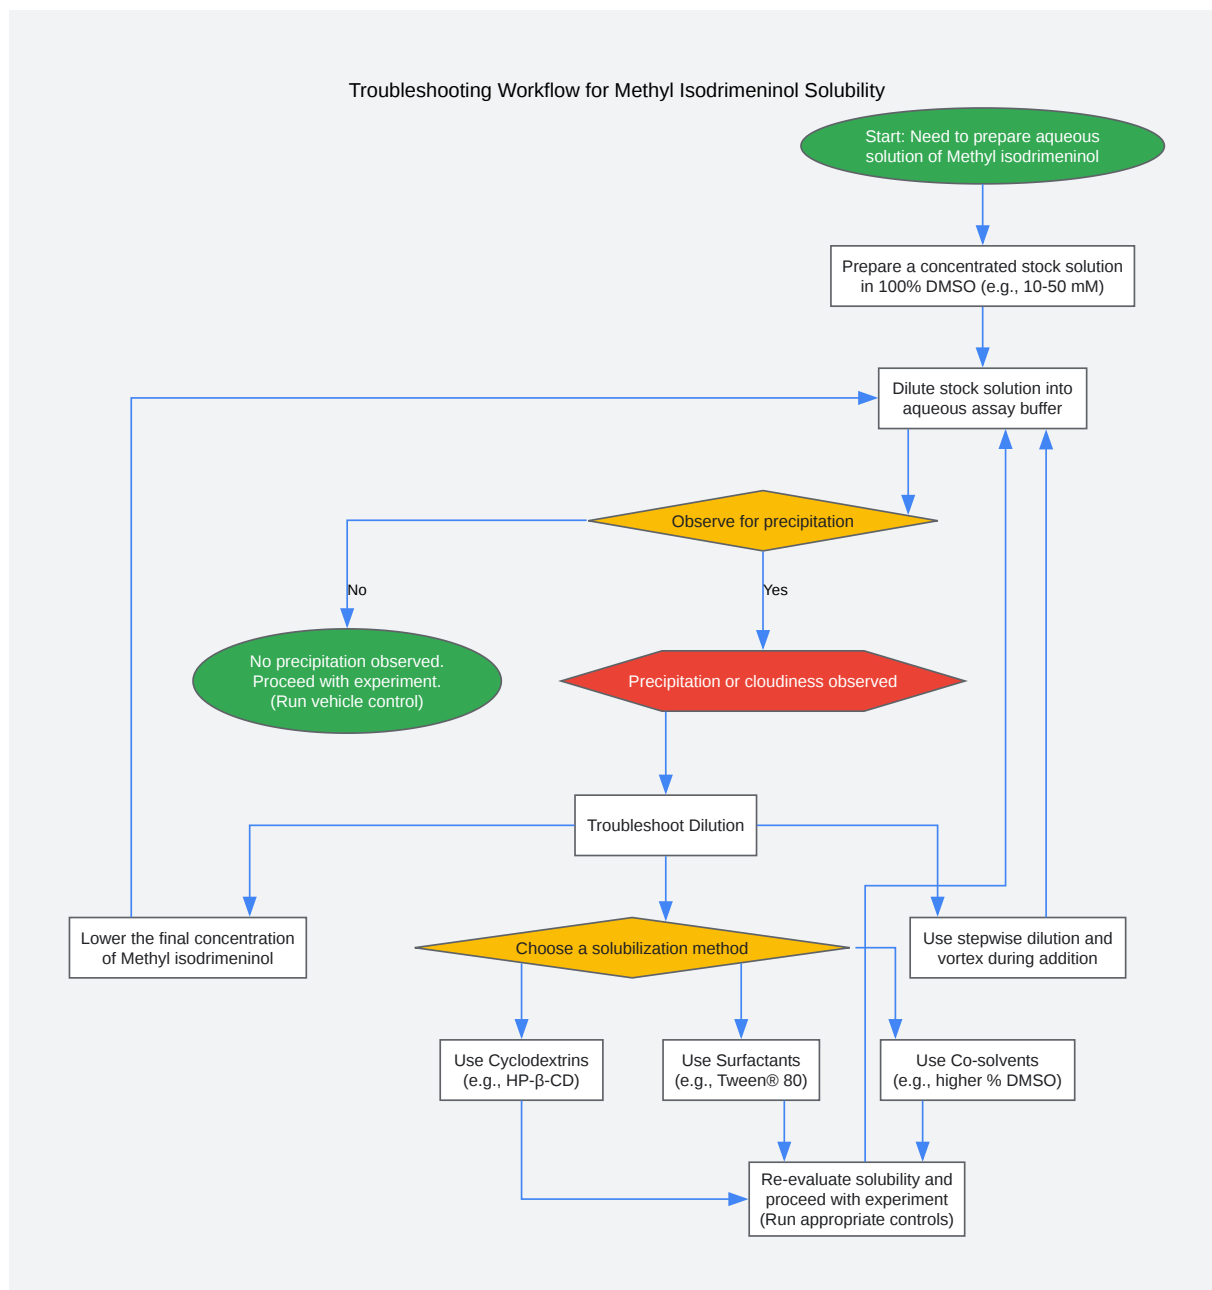 Troubleshooting Workflow for Methyl Isodrimeninol Solubility
Start: Need to prepare aqueous
solution of Methyl isodrimeninol
Prepare a concentrated stock solution
in 100% DMSO (e.g., 10-50 mM)
Dilute stock solution into
aqueous assay buffer
Observe for precipitation
No
Yes
No precipitation observed.
Proceed with experiment.
(Run vehicle control)
Precipitation or cloudiness observed
Troubleshoot Dilution
Lower the final concentration
of Methyl isodrimeninol
Choose a solubilization method
Use stepwise dilution and
vortex during addition
Use Cyclodextrins
(e.g., HP-β-CD)
Use Surfactants
(e.g., Tween® 80)
Use Co-solvents
(e.g., higher % DMSO)
Re-evaluate solubility and
proceed with experiment
(Run appropriate controls)